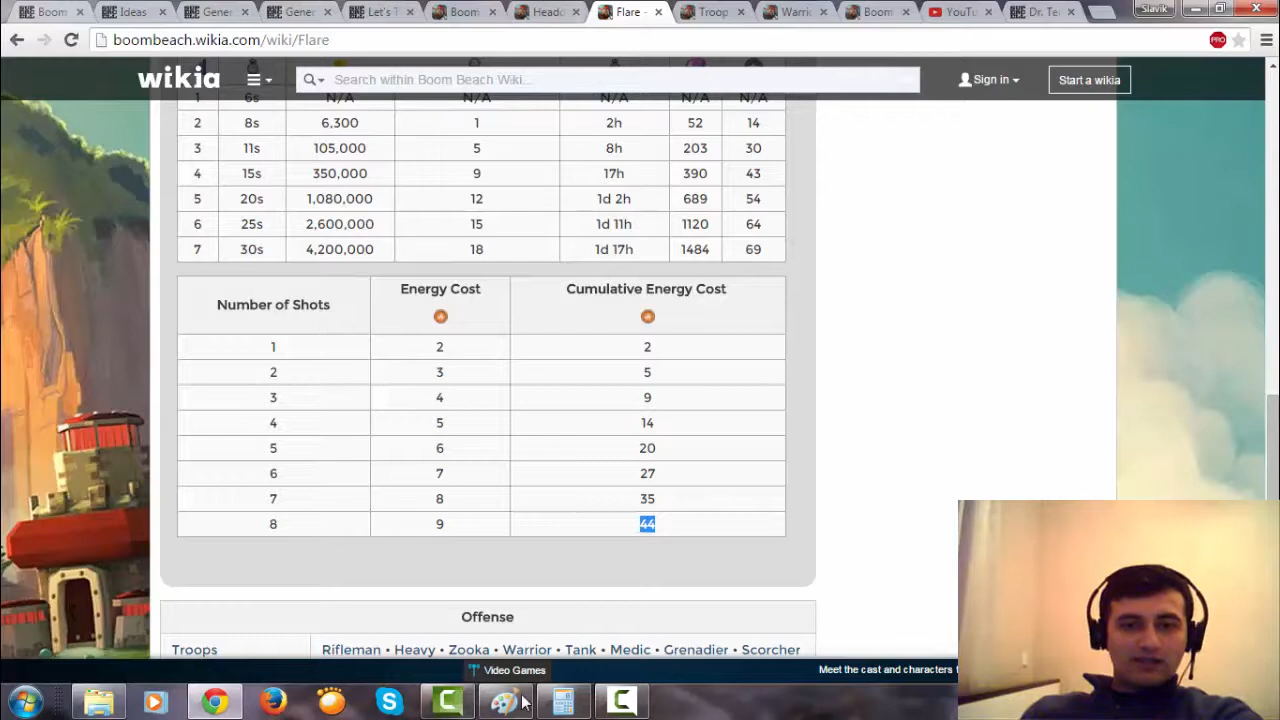 Boom Ideas Gener Gener Let's T Boom Headq Flare - Troop Warri Boom YouTu Dr. Te Slavik
boombeach.wikia.com/wiki/Flare PRO
wikia Search within Boom Beach Wiki... Sign in Start a wikia
1 6s N/A N/A N/A N/A N/A
2 8s 6,300 1 2h 52 14
3 11s 105,000 5 8h 203 30
4 15s 350,000 9 17h 390 43
5 20s 1,080,000 12 1d 2h 689 54
6 25s 2,600,000 15 1d 11h 1120 64
7 30s 4,200,000 18 1d 17h 1484 69
Number of Shots Energy Cost Cumulative Energy Cost
1 2 2
2 3 5
3 4 9
4 5 14
5 6 20
6 7 27
7 8 35
8 9 44
Offense
Troops Rifleman • Heavy • Zooka • Warrior • Tank • Medic • Grenadier • Scorcher
Video Games Meet the cast and characters f